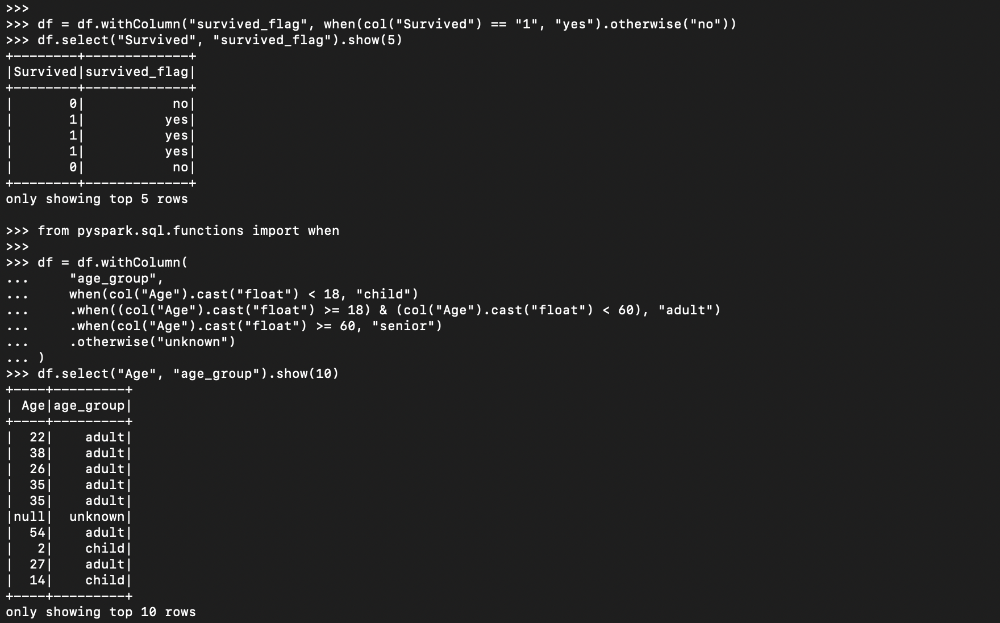 >>>
>>> df = df.withColumn("survived_flag", when(col("Survived") == "1", "yes").otherwise("no"))
>>> df.select("Survived", "survived_flag").show(5)
+--------+-------------+
|Survived|survived_flag|
+--------+-------------+
|       0|           no|
|       1|          yes|
|       1|          yes|
|       1|          yes|
|       0|           no|
+--------+-------------+
only showing top 5 rows

>>> from pyspark.sql.functions import when
>>>
>>> df = df.withColumn(
...     "age_group",
...     when(col("Age").cast("float") < 18, "child")
...     .when((col("Age").cast("float") >= 18) & (col("Age").cast("float") < 60), "adult")
...     .when(col("Age").cast("float") >= 60, "senior")
...     .otherwise("unknown")
... )
>>> df.select("Age", "age_group").show(10)
+----+---------+
| Age|age_group|
+----+---------+
|  22|    adult|
|  38|    adult|
|  26|    adult|
|  35|    adult|
|  35|    adult|
|null|  unknown|
|  54|    adult|
|   2|    child|
|  27|    adult|
|  14|    child|
+----+---------+
only showing top 10 rows